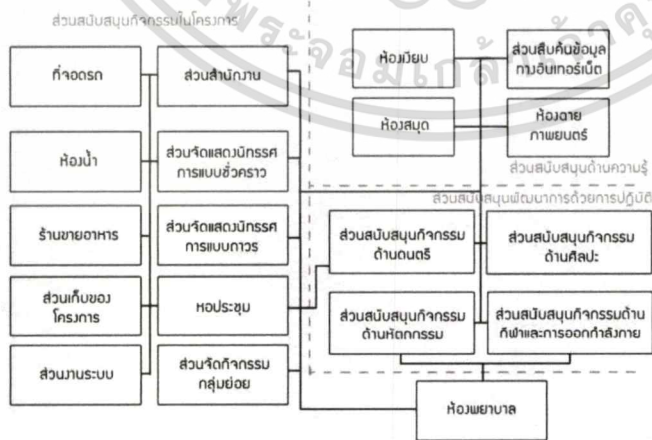 ส่วนสนับสนุนกิจกรรมในโครงการ
ที่จอดรถ
ส่วนสำนักงาน
ห้องน้ำ
ส่วนจัดแสดงนิทรรศ
การแบบชั่วคราว
ร้านขายอาหาร
ส่วนจัดแสดงนิทรรศ
การแบบถาวร
ส่วนเก็บของ
โครงการ
หอประชุม
ส่วนงานระบบ
ส่วนจัดกิจกรรม
กลุ่มย่อย
ห้องเงียบ
ส่วนสืบค้นข้อมูล
ทางอินเทอร์เน็ต
ห้องสมุด
ห้องฉาย
ภาพยนตร์
ส่วนสนับสนุนด้านความรู้
ส่วนสนับสนุนพัฒนาการด้วยการปฏิบัติ
ส่วนสนับสนุนกิจกรรม
ด้านดนตรี
ส่วนสนับสนุนกิจกรรม
ด้านศิลปะ
ส่วนสนับสนุนกิจกรรม
ด้านหัตถกรรม
ส่วนสนับสนุนกิจกรรมด้าน
กีฬาและการออกกำลังกาย
ห้องพยาบาล
พระจอมเกล้าเจ้าคุ